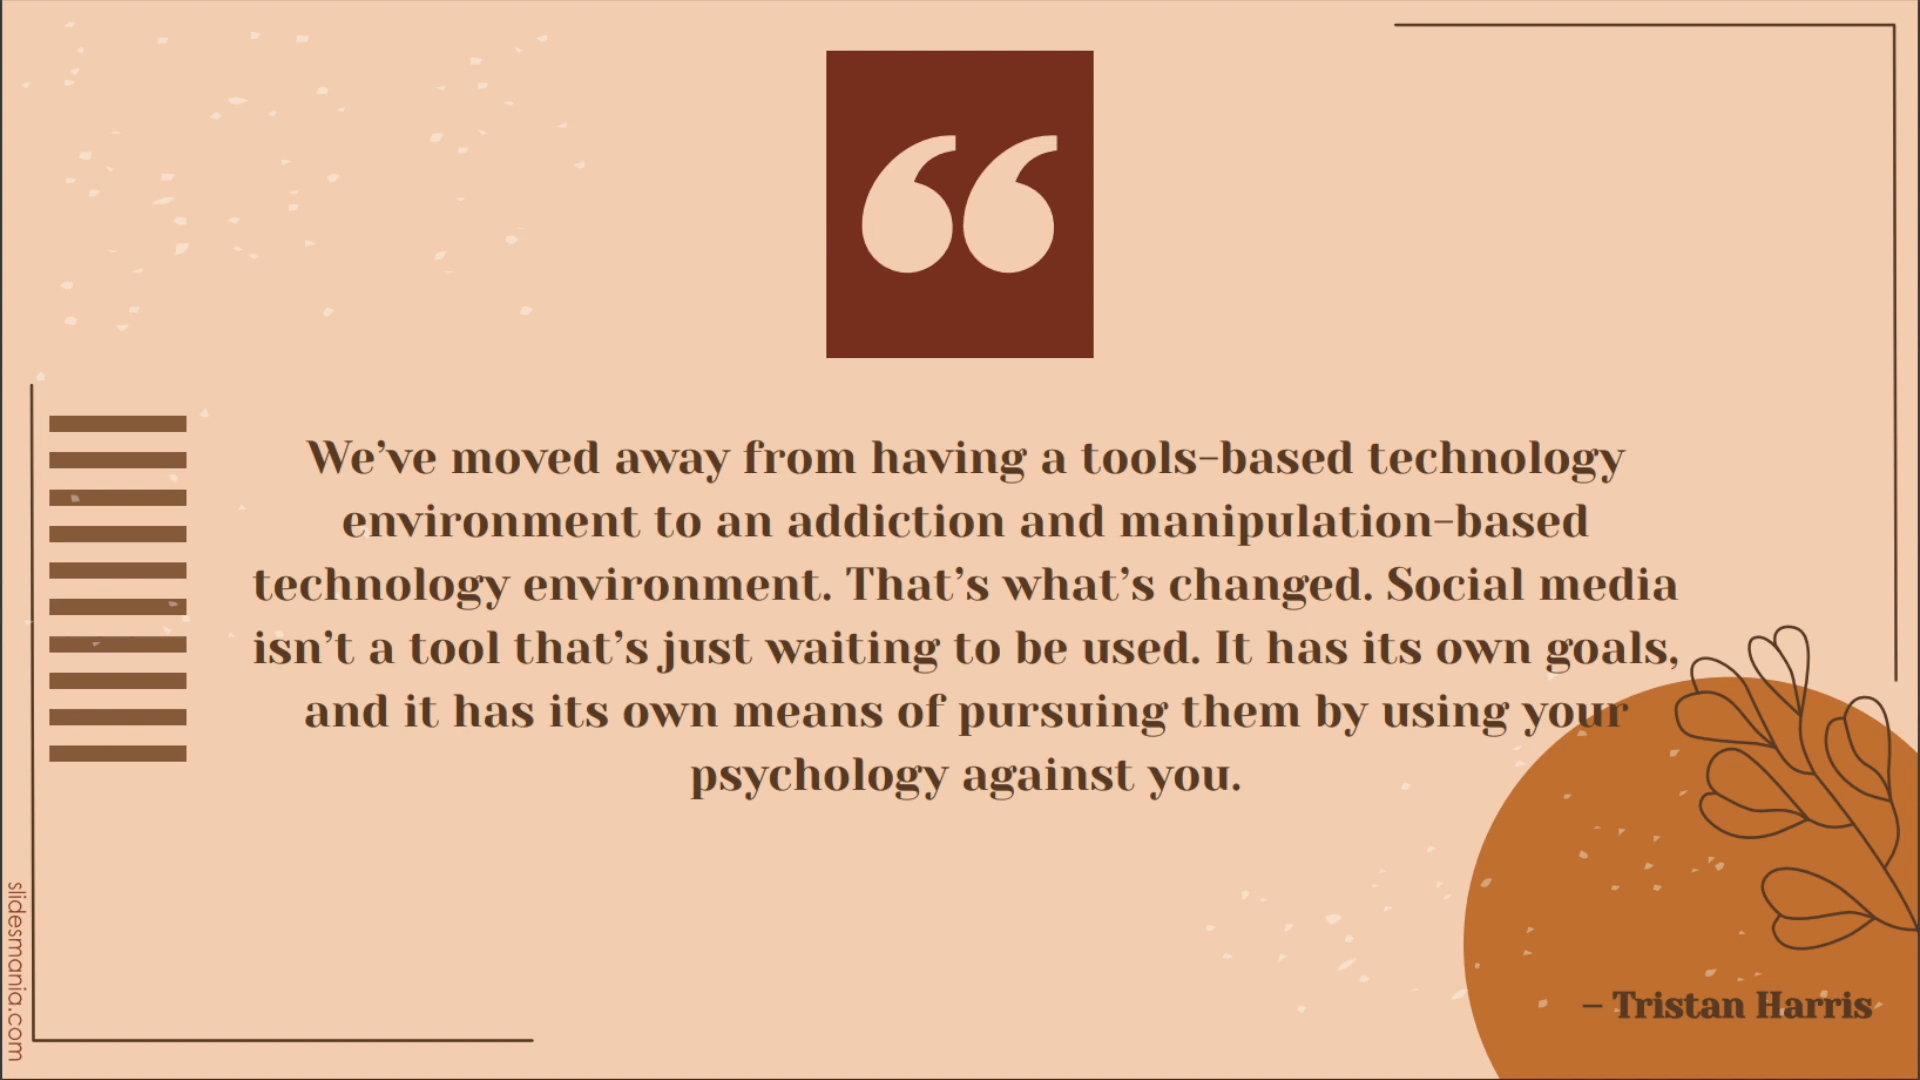 “
We’ve moved away from having a tools-based technology
environment to an addiction and manipulation-based
technology environment. That’s what’s changed. Social media
isn’t a tool that’s just waiting to be used. It has its own goals,
and it has its own means of pursuing them by using your
psychology against you.
– Tristan Harris
slidesmania.com